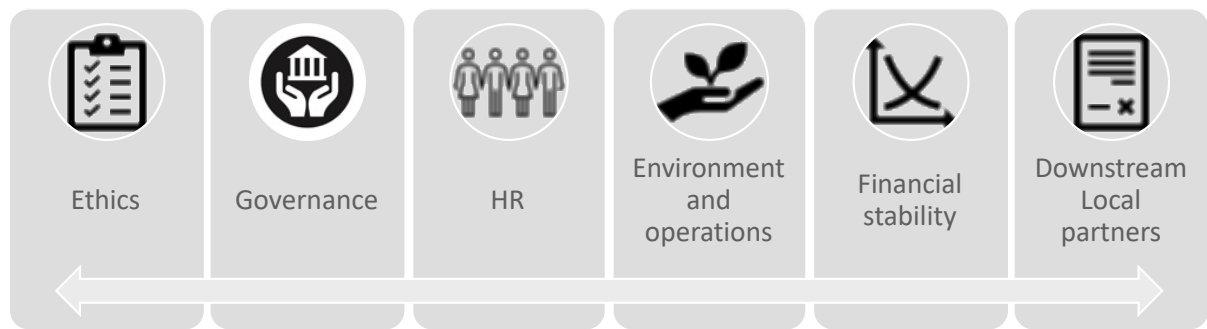 Ethics
Governance
HR
Environment
and
operations
Financial
stability
Downstream
Local
partners